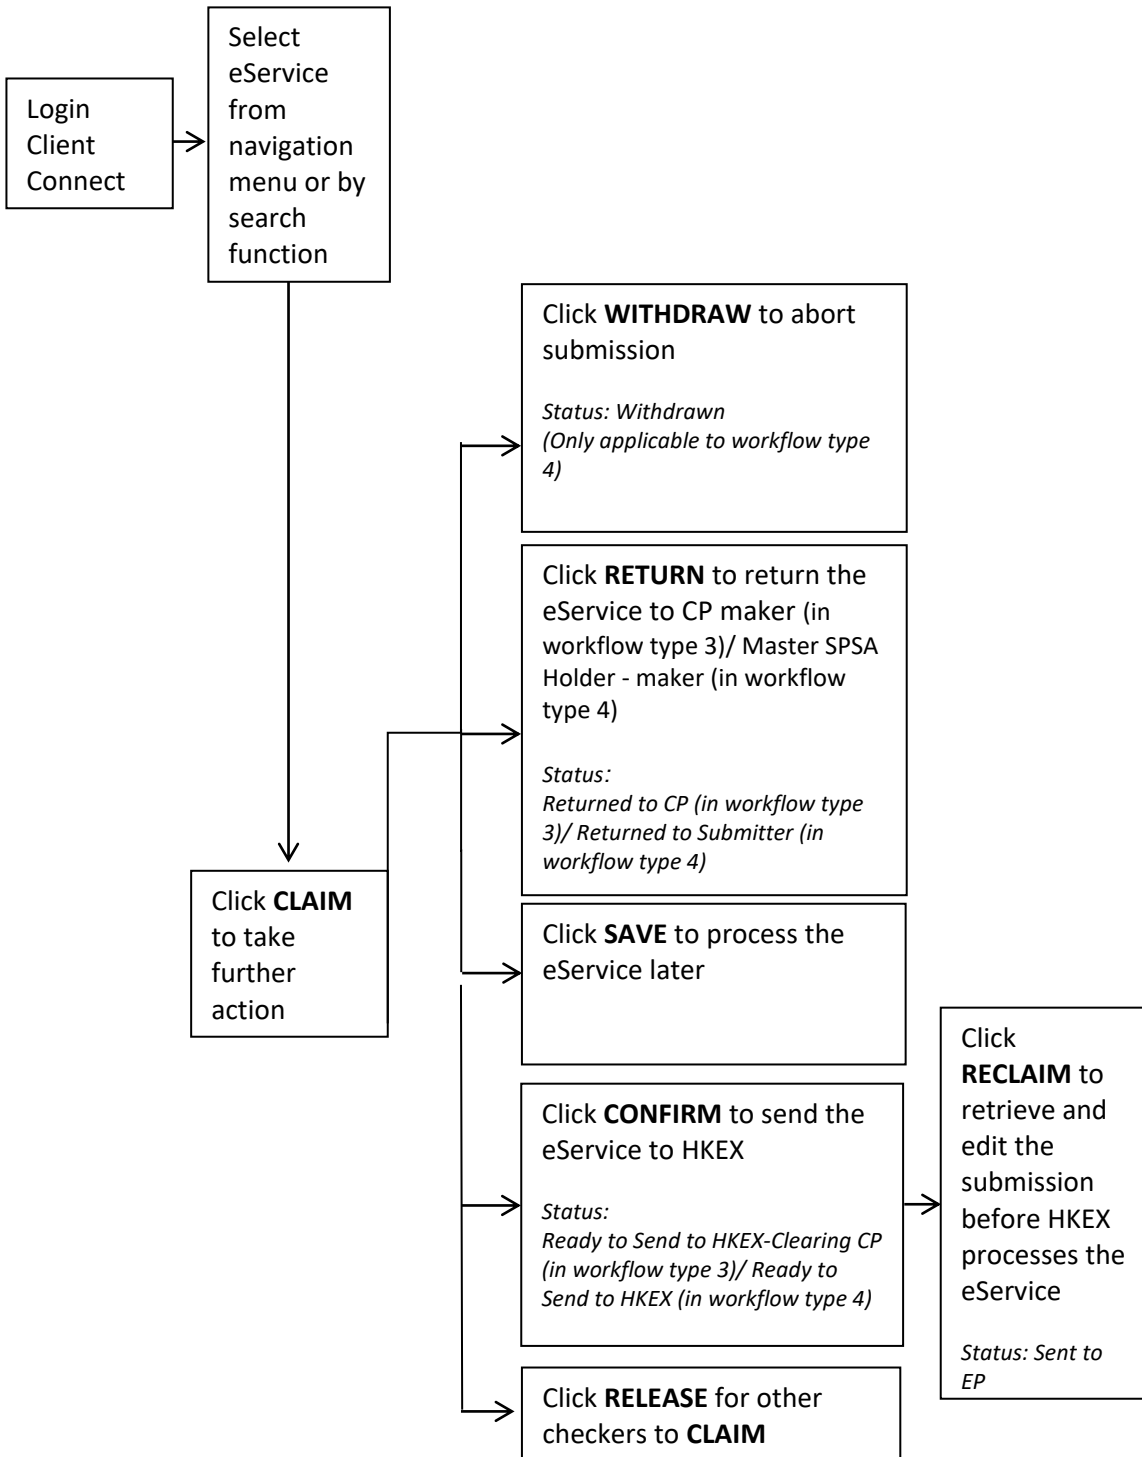 Login
Client
Connect
Select
eService
from
navigation
menu or by
search
function
Click WITHDRAW to abort
submission
Status: Withdrawn
(Only applicable to workflow type
4)
Click RETURN to return the
eService to CP maker (in
workflow type 3)/ Master SPSA
Holder - maker (in workflow
type 4)
Status:
Returned to CP (in workflow type
3)/ Returned to Submitter (in
workflow type 4)
Click CLAIM
to take
further
action
Click SAVE to process the
eService later
Click CONFIRM to send the
eService to HKEX
Status:
Ready to Send to HKEX-Clearing CP
(in workflow type 3)/ Ready to
Send to HKEX (in workflow type 4)
Click
RECLAIM to
retrieve and
edit the
submission
before HKEX
processes the
eService
Status: Sent to
EP
Click RELEASE for other
checkers to CLAIM